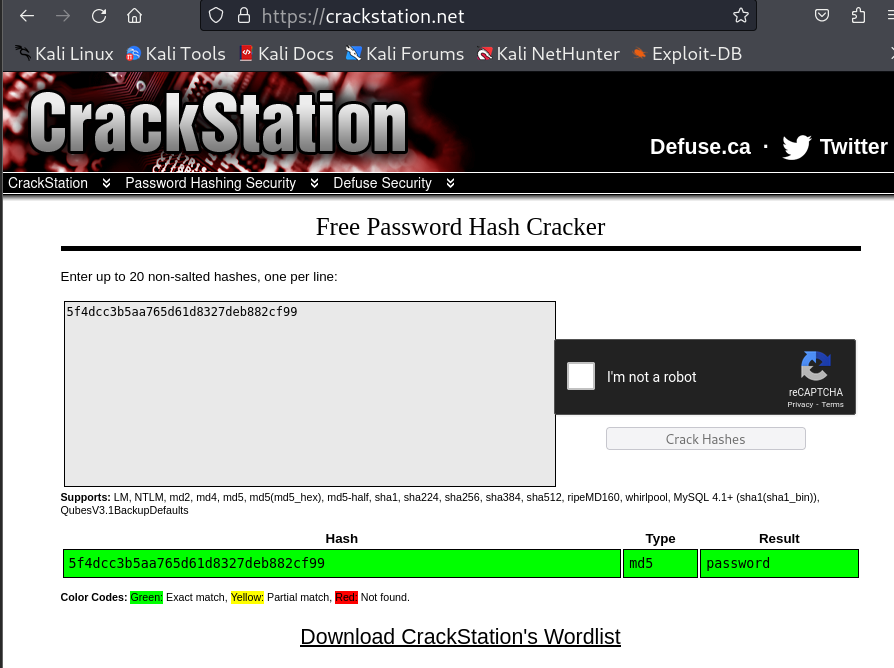 https://crackstation.net
Kali Linux Kali Tools Kali Docs Kali Forums Kali NetHunter Exploit-DB
CrackStation
Defuse.ca · Twitter
CrackStation Password Hashing Security Defuse Security
Free Password Hash Cracker
Enter up to 20 non-salted hashes, one per line:
5f4dcc3b5aa765d61d8327deb882cf99
I'm not a robot
reCAPTCHA
Privacy - Terms
Crack Hashes
Supports: LM, NTLM, md2, md4, md5, md5(md5_hex), md5-half, sha1, sha224, sha256, sha384, sha512, ripeMD160, whirlpool, MySQL 4.1+ (sha1(sha1_bin)),
QubesV3.1BackupDefaults
Hash Type Result
5f4dcc3b5aa765d61d8327deb882cf99 md5 password
Color Codes: Green: Exact match, Yellow: Partial match, Red: Not found.
Download CrackStation's Wordlist